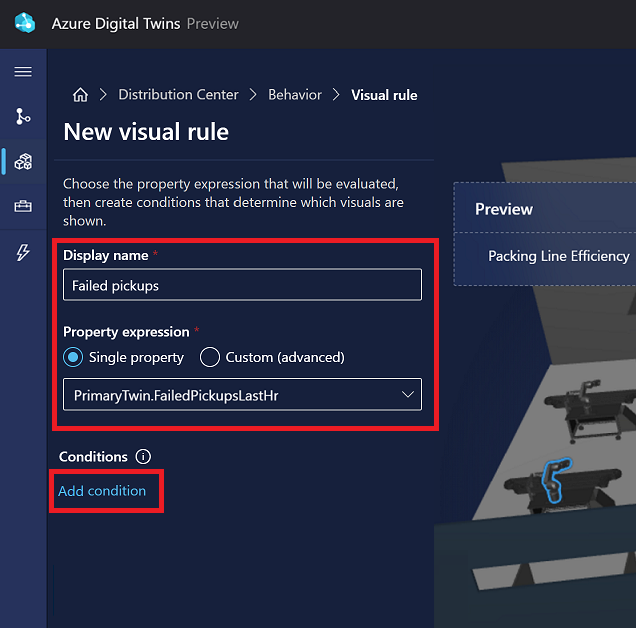 Azure Digital Twins Preview
Distribution Center Behavior Visual rule
New visual rule
Choose the property expression that will be evaluated,
then create conditions that determine which visuals are
shown.
Display name *
Failed pickups
Property expression *
Single property Custom (advanced)
PrimaryTwin.FailedPickupsLastHr
Conditions
Add condition
Preview
Packing Line Efficiency